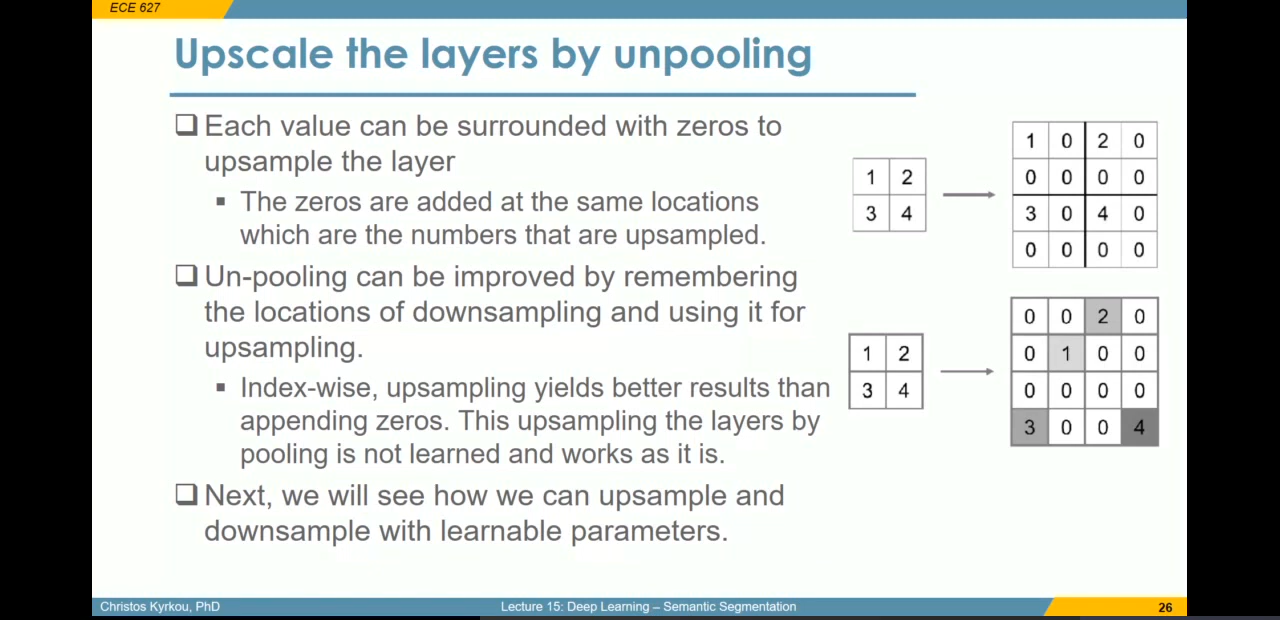 ECE 627
Upscale the layers by unpooling
❑ Each value can be surrounded with zeros to
upsample the layer
▪ The zeros are added at the same locations
which are the numbers that are upsampled.
❑ Un-pooling can be improved by remembering
the locations of downsampling and using it for
upsampling.
▪ Index-wise, upsampling yields better results than
appending zeros. This upsampling the layers by
pooling is not learned and works as it is.
❑ Next, we will see how we can upsample and
downsample with learnable parameters.
1 2
3 4
1 0 2 0
0 0 0 0
3 0 4 0
0 0 0 0
1 2
3 4
0 0 2 0
0 1 0 0
0 0 0 0
3 0 0 4
Christos Kyrkou, PhD
Lecture 15: Deep Learning – Semantic Segmentation
26